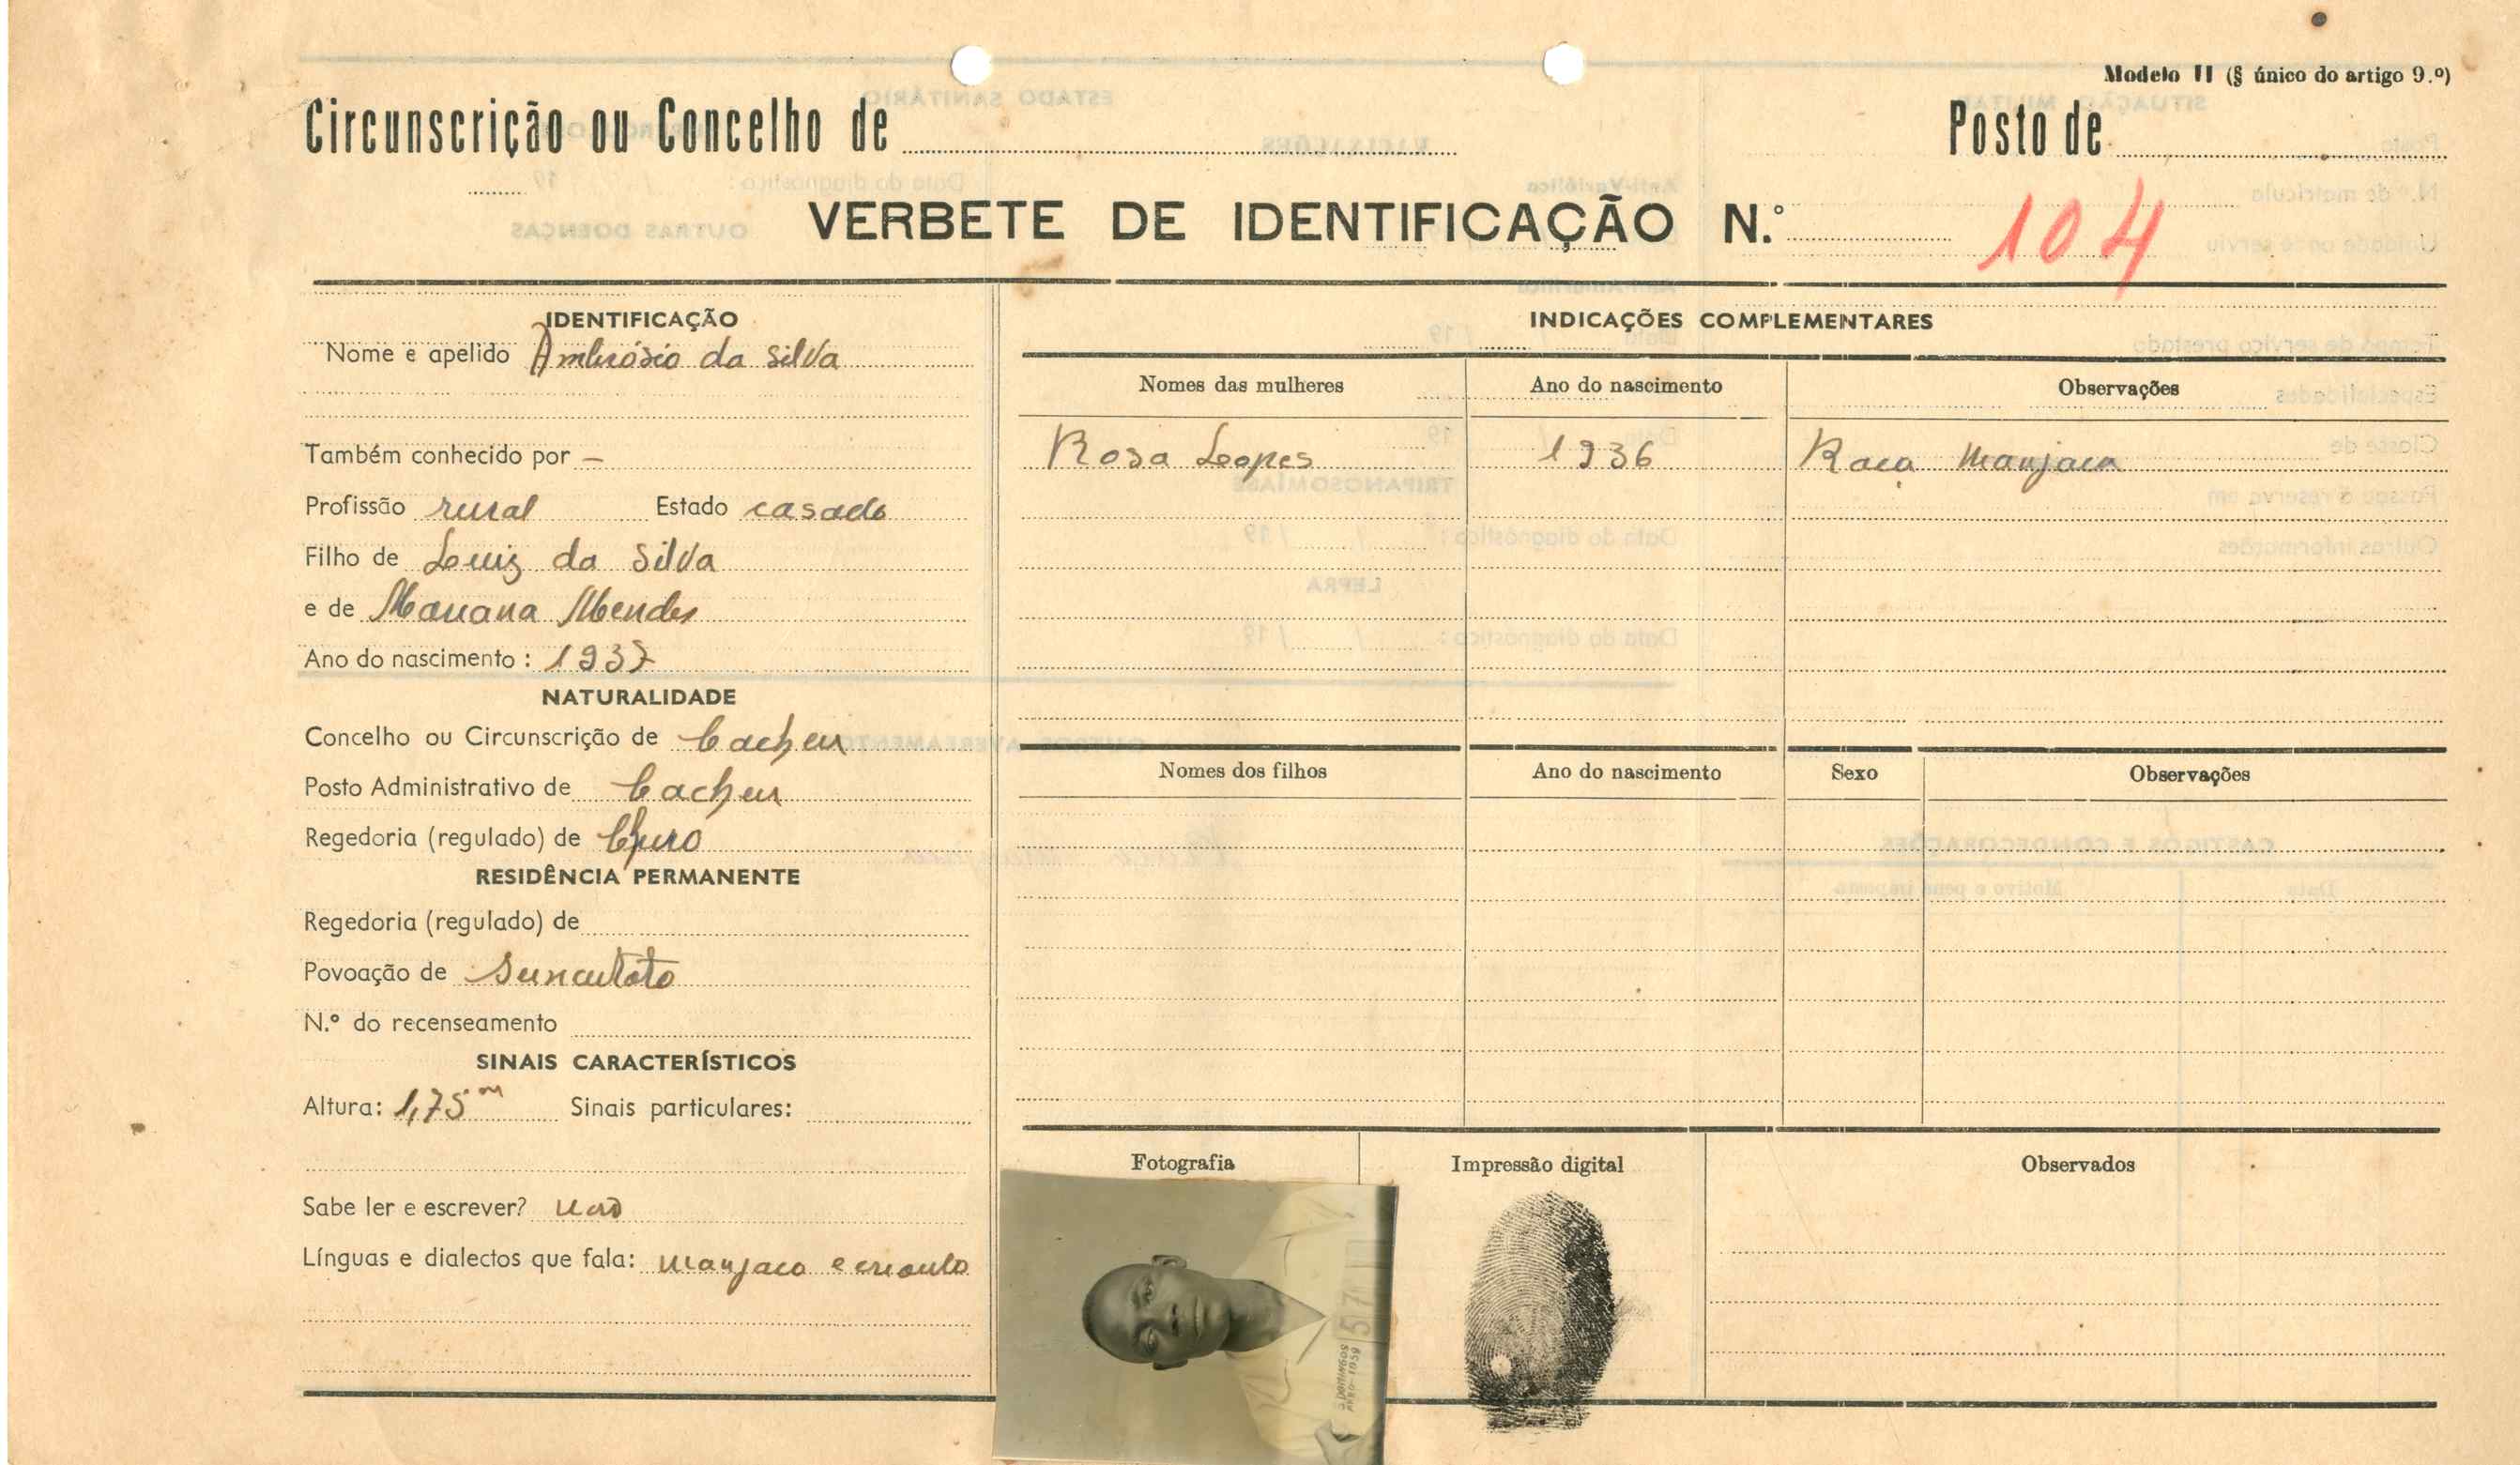 Modelo II (§ único do artigo 9.º)
Circunscrição ou Concelho de
Posto de
VERBETE DE IDENTIFICAÇÃO N.º 104
IDENTIFICAÇÃO
Nome e apelido Ambrósio da Silva
Também conhecido por —
Profissão rural Estado casado
Filho de Luiz da Silva
e de Mariana Mendes
Ano do nascimento: 1937
NATURALIDADE
Concelho ou Circunscrição de Cacheu
Posto Administrativo de Cacheu
Regedoria (regulado) de Churó
RESIDÊNCIA PERMANENTE
Regedoria (regulado) de
Povoação de
N.º do recenseamento
SINAIS CARACTERÍSTICOS
Altura: 1,75 m Sinais particulares:
Sabe ler e escrever? não
Línguas e dialectos que fala: manjaco e crioulo
INDICAÇÕES COMPLEMENTARES
Nomes das mulheres Ano do nascimento Observações
Rosa Lopes 1936 Raça Manjaca
Nomes dos filhos Ano do nascimento Sexo Observações
Fotografia Impressão digital Observados
S. DOMINGOS
57